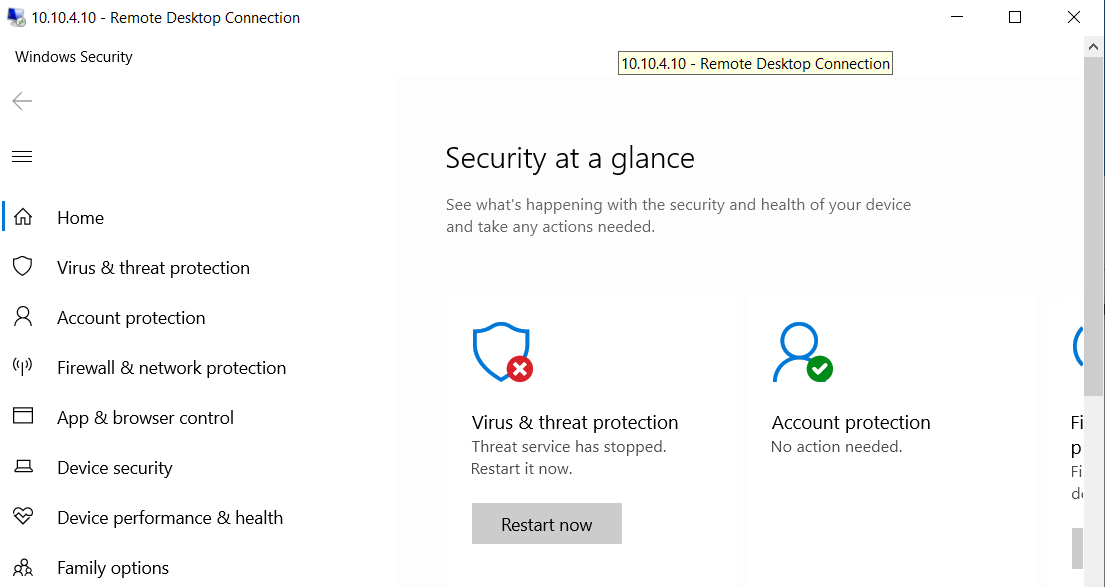 10.10.4.10 - Remote Desktop Connection
Windows Security
10.10.4.10 - Remote Desktop Connection
Home
Virus & threat protection
Account protection
Firewall & network protection
App & browser control
Device security
Device performance & health
Family options
Security at a glance
See what's happening with the security and health of your device
and take any actions needed.
Virus & threat protection
Threat service has stopped.
Restart it now.
Restart now
Account protection
No action needed.